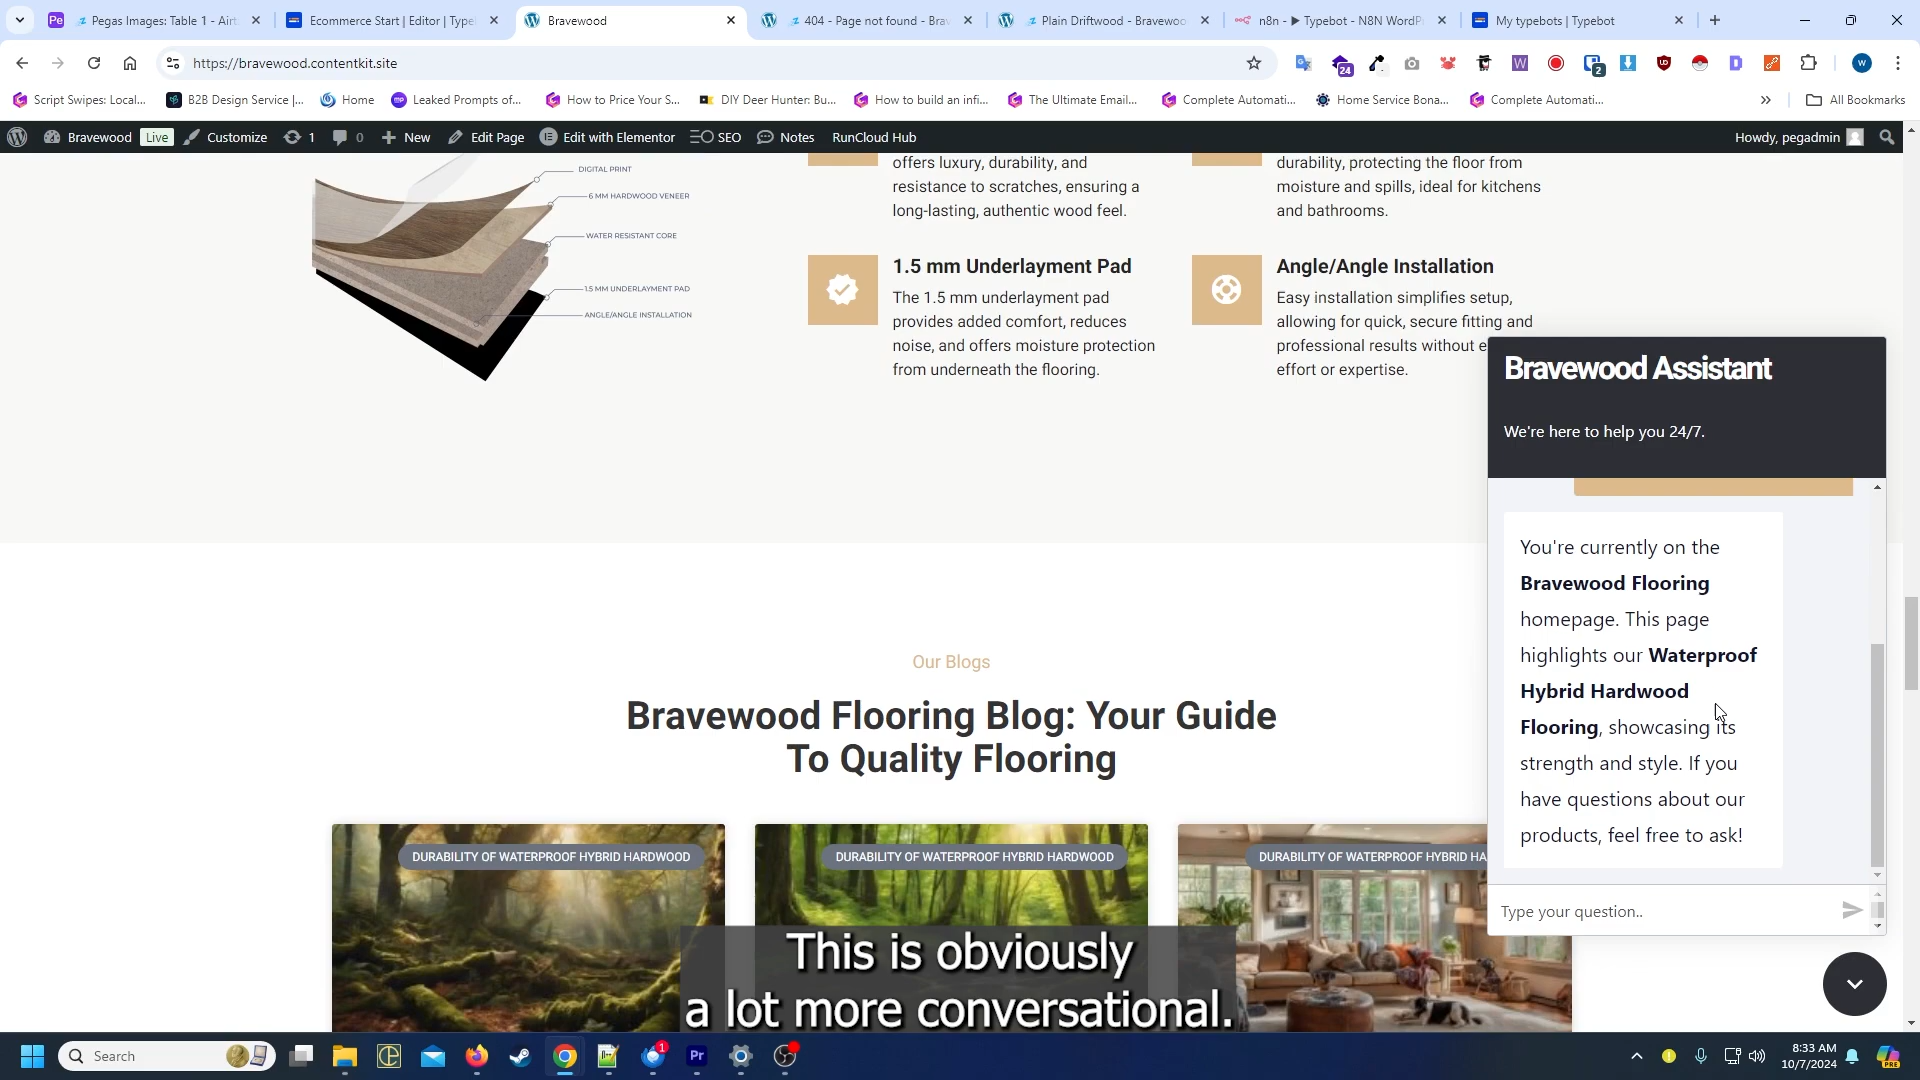 Pegas Images: Table 1 - Airt
Ecommerce Start | Editor | Typel
Bravewood
404 - Page not found - Brav
Plain Driftwood - Bravewoo
n8n - ▶ Typebot - N8N WordPr
My typebots | Typebot
https://bravewood.contentkit.site
24
2
Script Swipes: Local...
B2B Design Service |...
Home
Leaked Prompts of...
How to Price Your S...
DIY Deer Hunter: Bu...
How to build an infi...
The Ultimate Email...
Complete Automati...
Home Service Bona...
Complete Automati...
All Bookmarks
Bravewood
Live
Customize
1
0
New
Edit Page
Edit with Elementor
SEO
Notes
RunCloud Hub
Howdy, pegadmin
DIGITAL PRINT
6 MM HARDWOOD VENEER
WATER RESISTANT CORE
1.5 MM UNDERLAYMENT PAD
ANGLE/ANGLE INSTALLATION
offers luxury, durability, and
resistance to scratches, ensuring a
long-lasting, authentic wood feel.
durability, protecting the floor from
moisture and spills, ideal for kitchens
and bathrooms.
1.5 mm Underlayment Pad
The 1.5 mm underlayment pad
provides added comfort, reduces
noise, and offers moisture protection
from underneath the flooring.
Angle/Angle Installation
Easy installation simplifies setup,
allowing for quick, secure fitting and
professional results without e
effort or expertise.
Bravewood Assistant
We're here to help you 24/7.
You're currently on the
Bravewood Flooring
homepage. This page
highlights our Waterproof
Hybrid Hardwood
Flooring, showcasing its
strength and style. If you
have questions about our
products, feel free to ask!
Type your question..
Our Blogs
Bravewood Flooring Blog: Your Guide
To Quality Flooring
DURABILITY OF WATERPROOF HYBRID HARDWOOD
DURABILITY OF WATERPROOF HYBRID HARDWOOD
DURABILITY OF WATERPROOF HYBRID HA
This is obviously
a lot more conversational.
Search
1
Pr
8:33 AM
10/7/2024